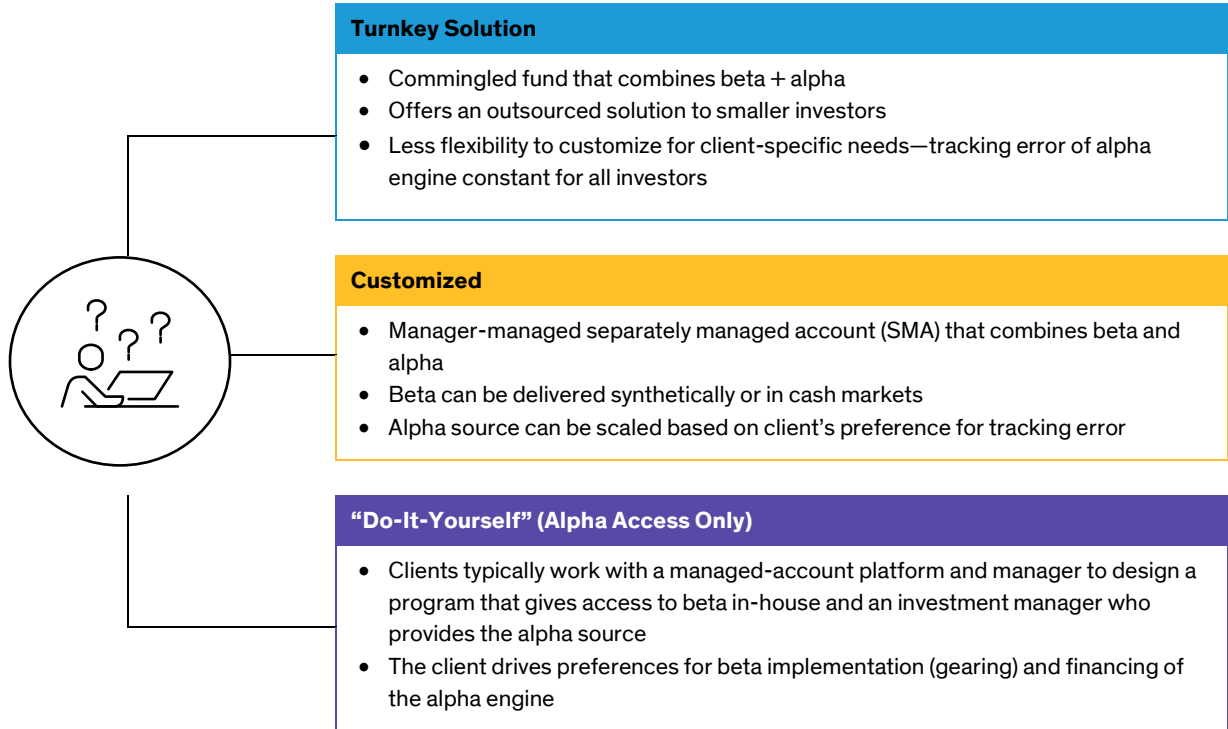 Turnkey Solution
• Commingled fund that combines beta + alpha
• Offers an outsourced solution to smaller investors
• Less flexibility to customize for client-specific needs—tracking error of alpha
engine constant for all investors
? ? ?
Customized
• Manager-managed separately managed account (SMA) that combines beta and
alpha
• Beta can be delivered synthetically or in cash markets
• Alpha source can be scaled based on client’s preference for tracking error
“Do-It-Yourself” (Alpha Access Only)
• Clients typically work with a managed-account platform and manager to design a
program that gives access to beta in-house and an investment manager who
provides the alpha source
• The client drives preferences for beta implementation (gearing) and financing of
the alpha engine